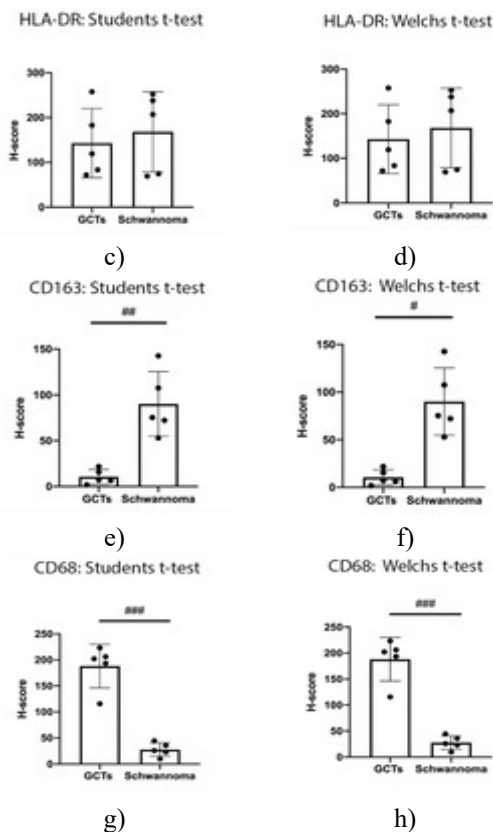 HLA-DR: Students t-test
HLA-DR: Welchs t-test
300
200
100
0
H-score
GCTs Schwannoma
300
200
100
0
H-score
GCTs Schwannoma
c)
d)
CD163: Students t-test
CD163: Welchs t-test
##
#
150
100
50
0
H-score
GCTs Schwannoma
150
100
50
0
H-score
GCTs Schwannoma
e)
f)
CD68: Students t-test
CD68: Welchs t-test
###
###
250
200
150
100
50
0
H-score
GCTs Schwannoma
250
200
150
100
50
0
H-score
GCTs Schwannoma
g)
h)